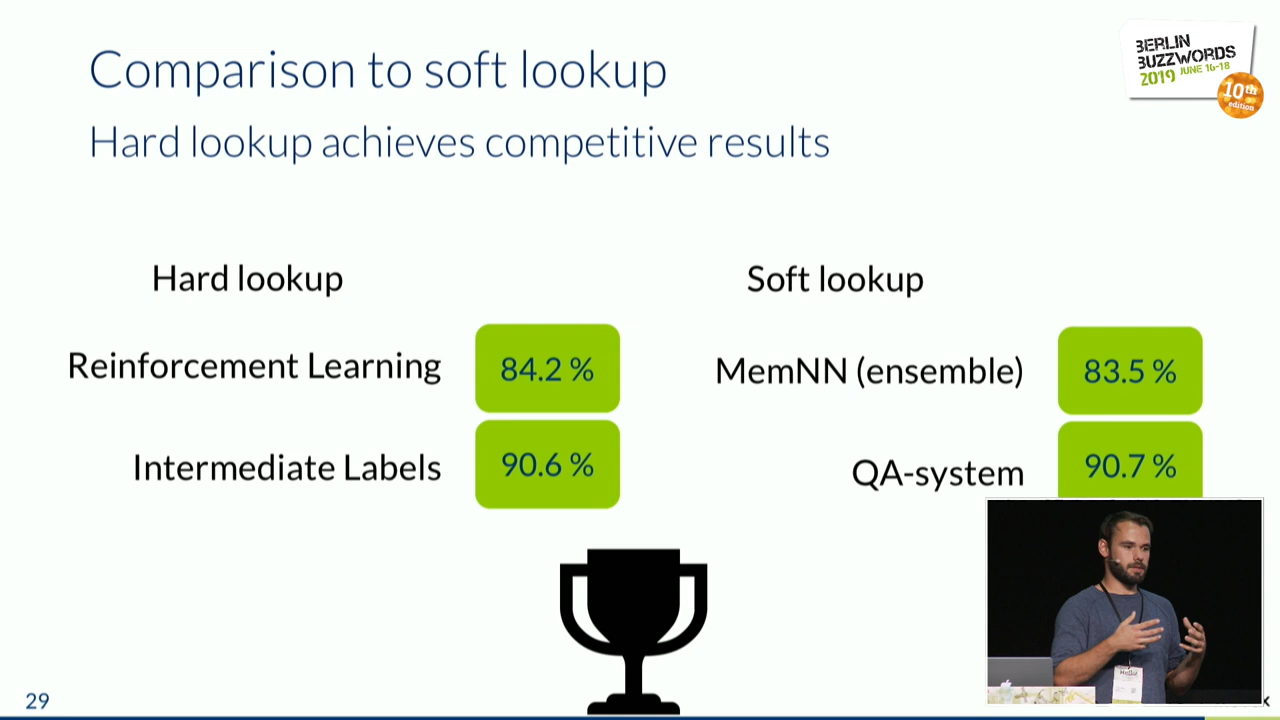 Comparison to soft lookup
Hard lookup achieves competitive results
BERLIN
BUZZWORDS
2019 JUNE 16-18
10th
edition
Hard lookup
Soft lookup
Reinforcement Learning
84.2 %
MemNN (ensemble)
83.5 %
Intermediate Labels
90.6 %
QA-system
90.7 %
29